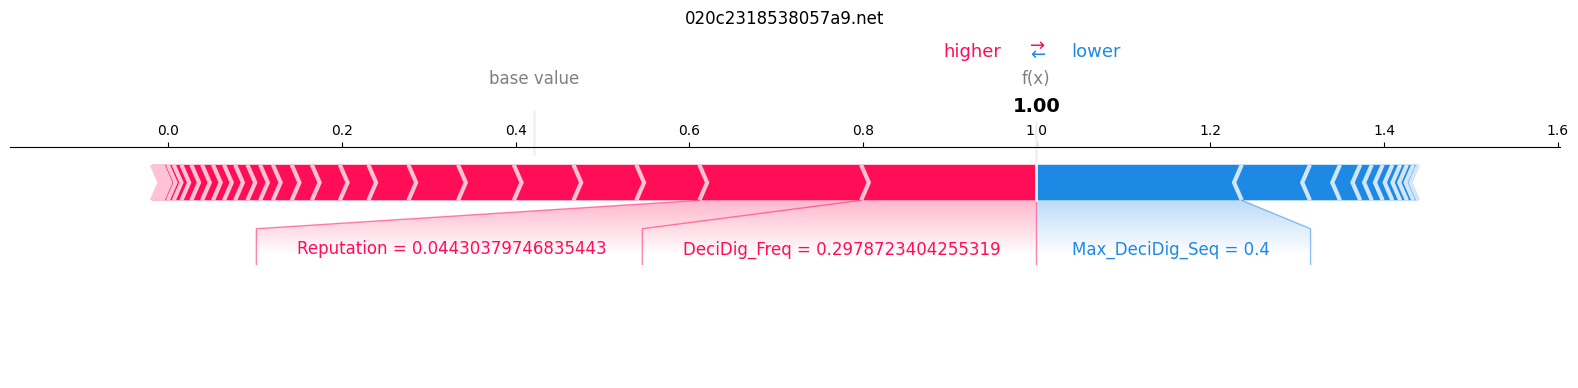 020c2318538057a9.net
higher → ← lower
base value f(x)
1.00
0.0 0.2 0.4 0.6 0.8 1.0 1.2 1.4 1.6
Reputation = 0.04430379746835443 DeciDig_Freq = 0.2978723404255319 Max_DeciDig_Seq = 0.4